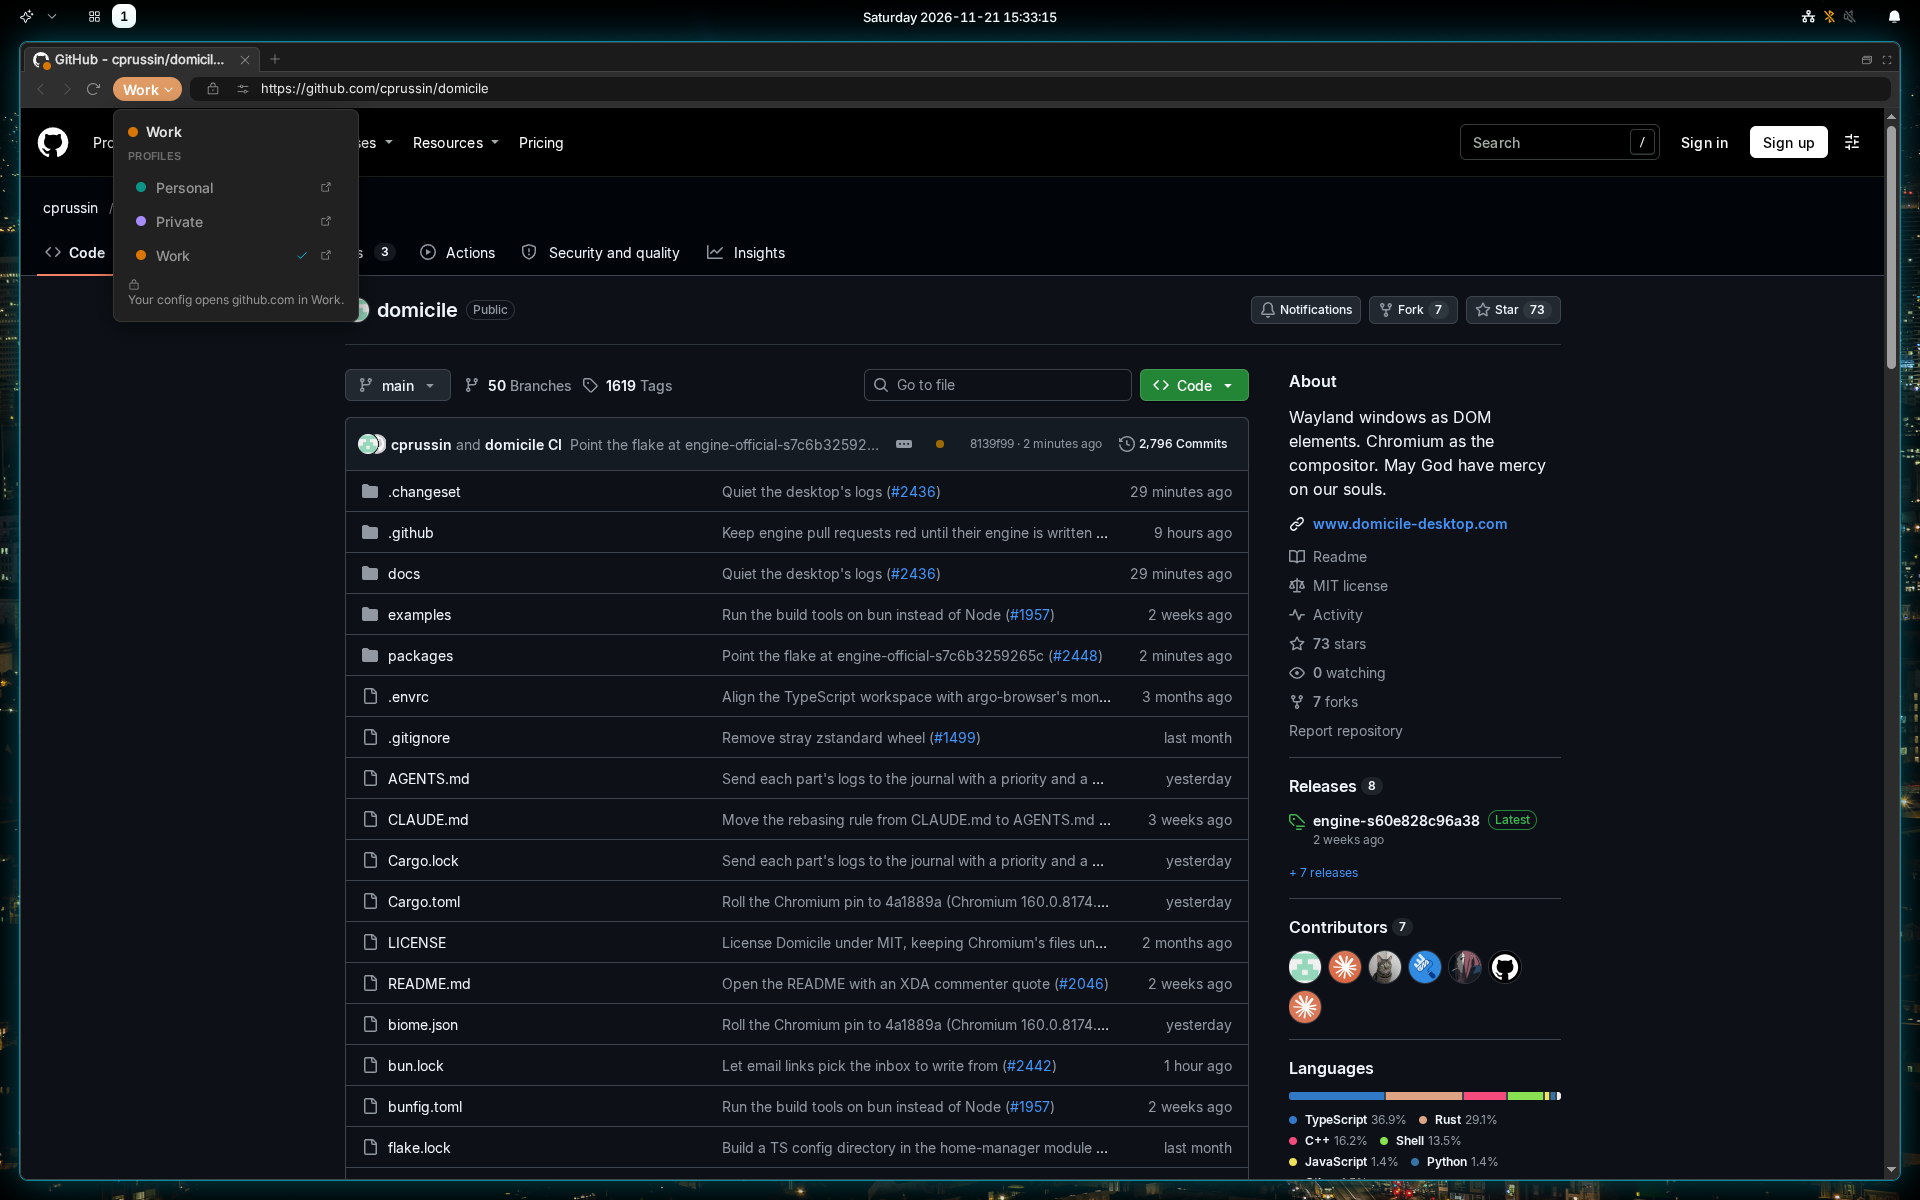 1
Saturday 2026-11-21 15:33:15
GitHub - cprussin/domicil...
Work
https://github.com/cprussin/domicile
Work
PROFILES
Personal
Private
Work
Your config opens github.com in Work.
Resources
Pricing
Search
/
Sign in
Sign up
cprussin /
Code
3
Actions
Security and quality
Insights
domicile
Public
Notifications
Fork 7
Star 73
main
50 Branches
1619 Tags
Go to file
Code
cprussin and domicile CI Point the flake at engine-official-s7c6b32592...
8139f99 · 2 minutes ago
2,796 Commits
.changeset Quiet the desktop's logs (#2436) 29 minutes ago
.github Keep engine pull requests red until their engine is written ... 9 hours ago
docs Quiet the desktop's logs (#2436) 29 minutes ago
examples Run the build tools on bun instead of Node (#1957) 2 weeks ago
packages Point the flake at engine-official-s7c6b3259265c (#2448) 2 minutes ago
.envrc Align the TypeScript workspace with argo-browser's mon... 3 months ago
.gitignore Remove stray zstandard wheel (#1499) last month
AGENTS.md Send each part's logs to the journal with a priority and a ... yesterday
CLAUDE.md Move the rebasing rule from CLAUDE.md to AGENTS.md ... 3 weeks ago
Cargo.lock Send each part's logs to the journal with a priority and a ... yesterday
Cargo.toml Roll the Chromium pin to 4a1889a (Chromium 160.0.8174.... yesterday
LICENSE License Domicile under MIT, keeping Chromium's files un... 2 months ago
README.md Open the README with an XDA commenter quote (#2046) 2 weeks ago
biome.json Roll the Chromium pin to 4a1889a (Chromium 160.0.8174.... yesterday
bun.lock Let email links pick the inbox to write from (#2442) 1 hour ago
bunfig.toml Run the build tools on bun instead of Node (#1957) 2 weeks ago
flake.lock Build a TS config directory in the home-manager module ... last month
About
Wayland windows as DOM
elements. Chromium as the
compositor. May God have mercy
on our souls.
www.domicile-desktop.com
Readme
MIT license
Activity
73 stars
0 watching
7 forks
Report repository
Releases 8
engine-s60e828c96a38 Latest
2 weeks ago
+ 7 releases
Contributors 7
Languages
TypeScript 36.9% Rust 29.1%
C++ 16.2% Shell 13.5%
JavaScript 1.4% Python 1.4%